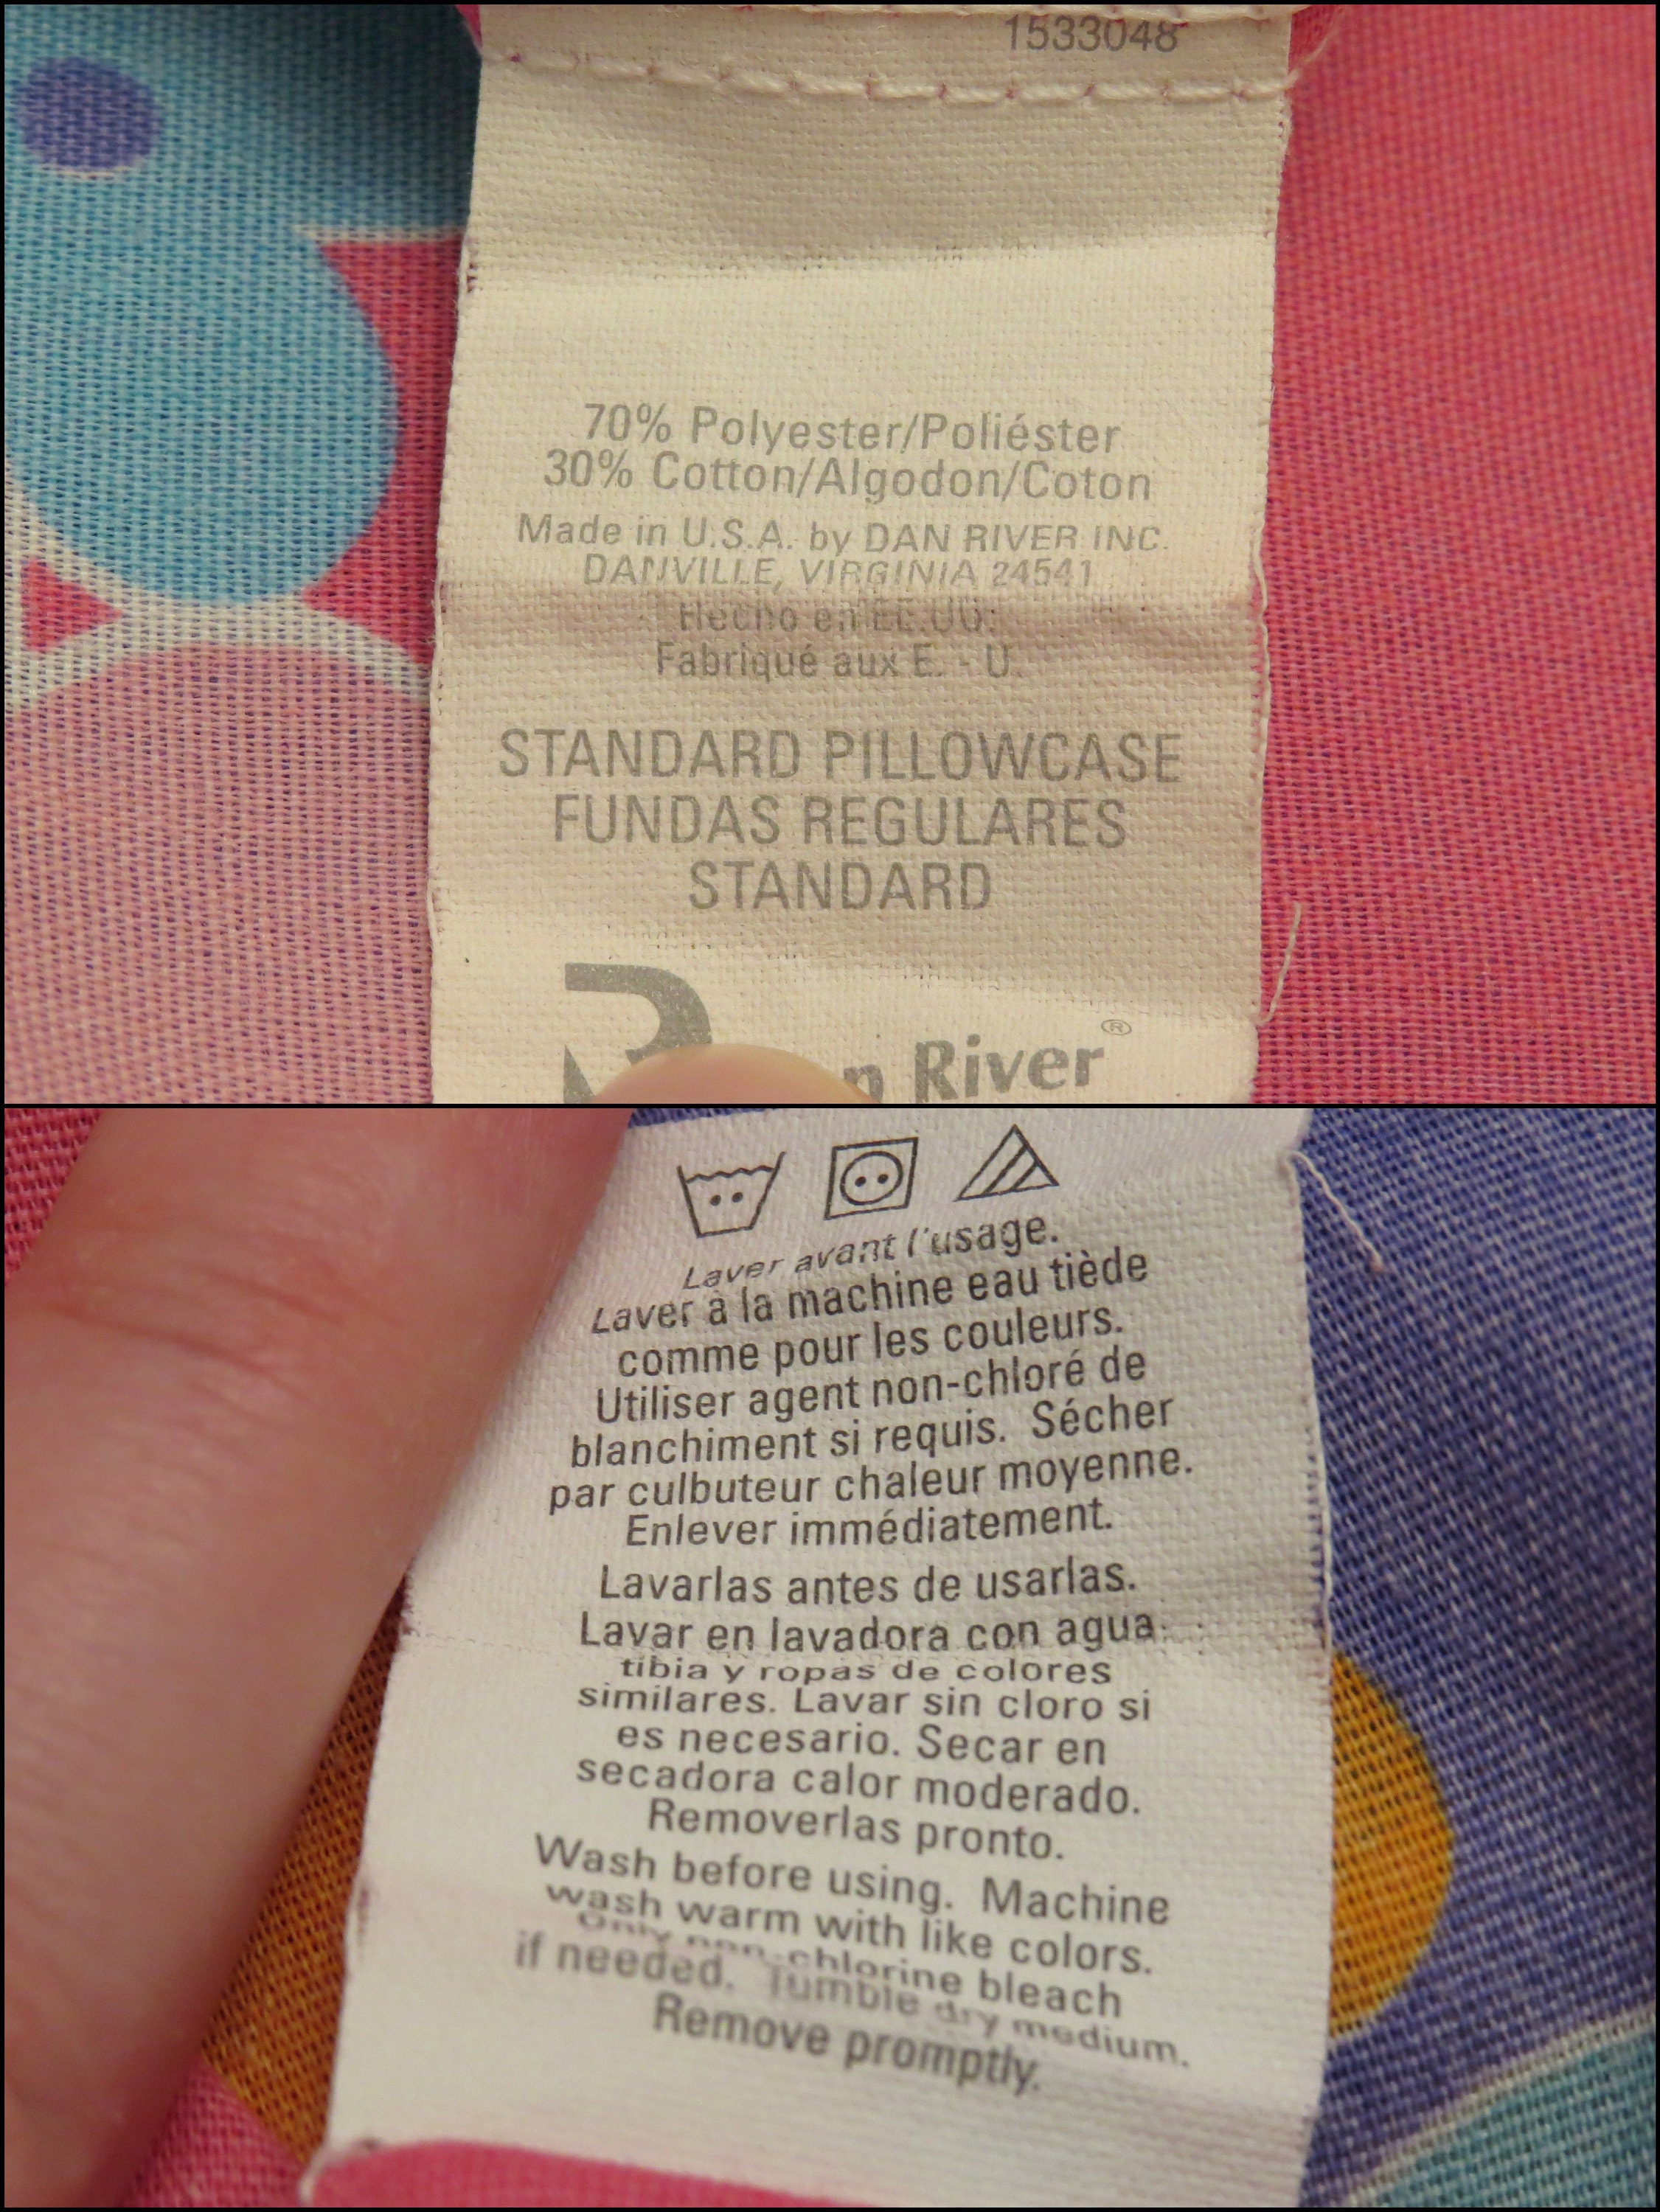 1533048
70% Polyester/Poliéster
30% Cotton/Algodon/Coton
Made in U.S.A. by DAN RIVER INC.
DANVILLE, VIRGINIA 24541
Hecho en EE.UU.
Fabriqué aux E. - U.
STANDARD PILLOWCASE
FUNDAS REGULARES
STANDARD
n River®
Laver avant l'usage.
Laver à la machine eau tiède
comme pour les couleurs.
Utiliser agent non-chloré de
blanchiment si requis. Sécher
par culbuteur chaleur moyenne.
Enlever immédiatement.
Lavarlas antes de usarlas.
Lavar en lavadora con agua
tibia y ropas de colores
similares. Lavar sin cloro si
es necesario. Secar en
secadora calor moderado.
Removerlas pronto.
Wash before using. Machine
wash warm with like colors.
Only non-chlorine bleach
if needed. Tumble dry medium.
Remove promptly.